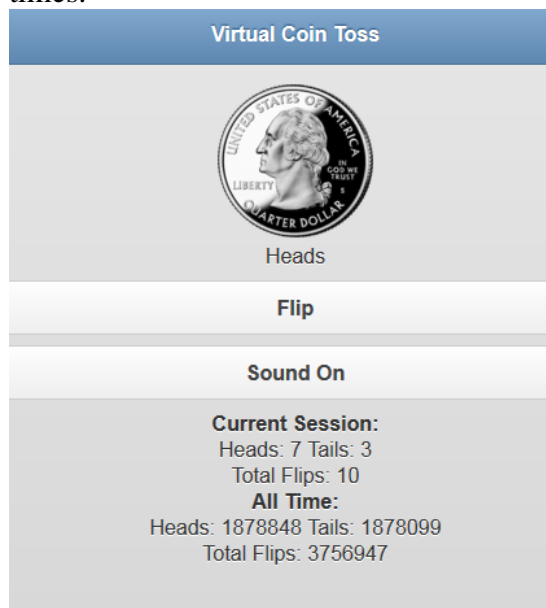 times.
Virtual Coin Toss
UNITED STATES OF AMERICA
IN
GOD WE
TRUST
LIBERTY
S
QUARTER DOLLAR
Heads
Flip
Sound On
Current Session:
Heads: 7 Tails: 3
Total Flips: 10
All Time:
Heads: 1878848 Tails: 1878099
Total Flips: 3756947